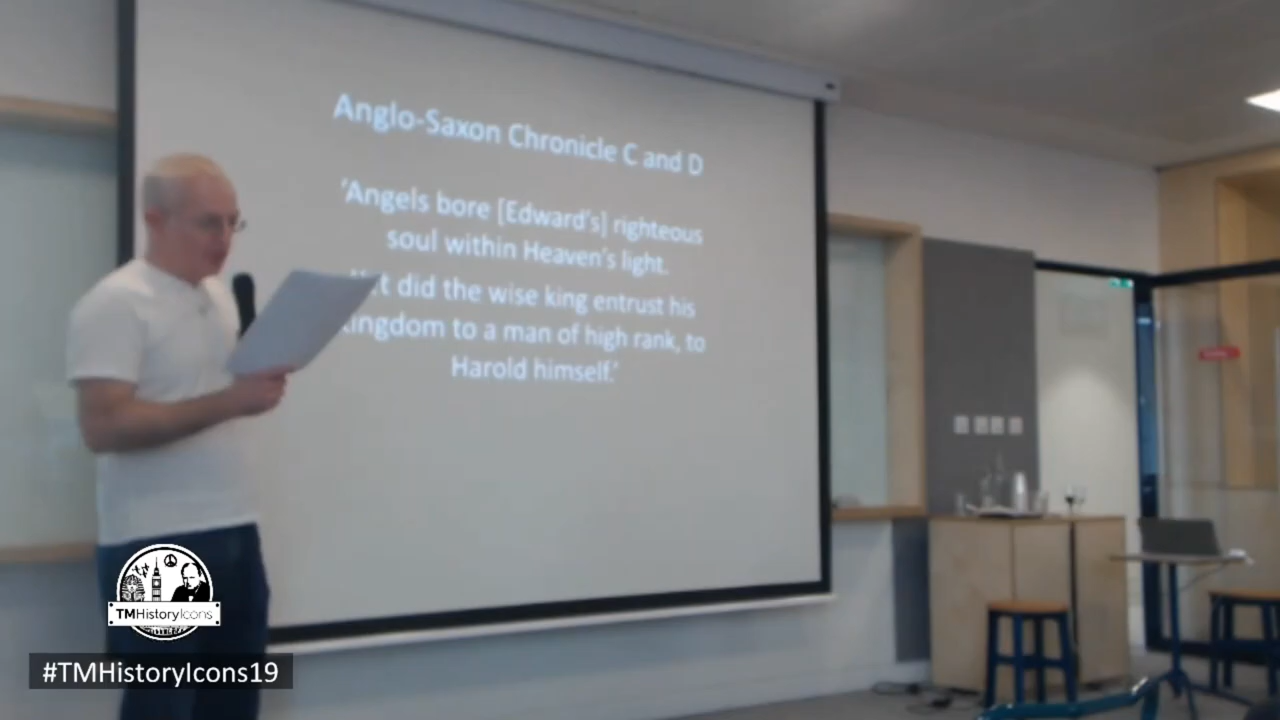 Anglo-Saxon Chronicle C and D
'Angels bore [Edward's] righteous
soul within Heaven's light.
did the wise king entrust his
kingdom to a man of high rank, to
Harold himself.'
TMHistoryIcons
#TMHistoryIcons19